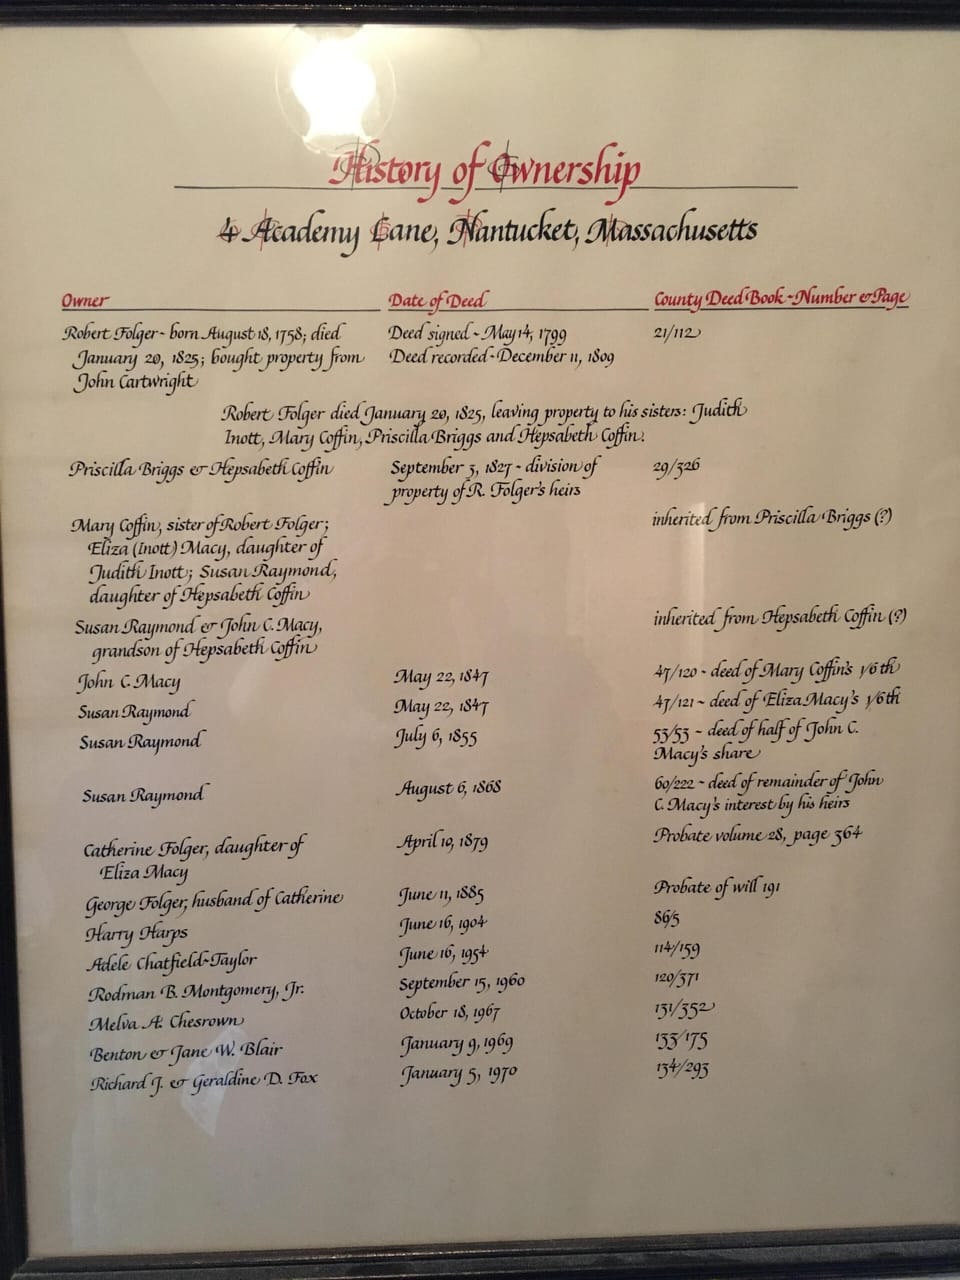 History of Ownership
4 Academy Lane, Nantucket, Massachusetts
Owner Date of Deed County Deed Book - Number & Page
Robert Folger - born August 18, 1758; died Deed signed - May 14, 1799 21/112
January 20, 1825; bought property from Deed recorded - December 11, 1809
John Cartwright
Robert Folger died January 20, 1825, leaving property to his sisters: Judith
Inott, Mary Coffin, Priscilla Briggs and Hepsabeth Coffin.
Priscilla Briggs & Hepsabeth Coffin September 3, 1827 - division of 29/326
property of R. Folger's heirs
Mary Coffin, sister of Robert Folger; inherited from Priscilla Briggs (?)
Eliza (Inott) Macy, daughter of
Judith Inott; Susan Raymond,
daughter of Hepsabeth Coffin
Susan Raymond & John C. Macy, inherited from Hepsabeth Coffin (?)
grandson of Hepsabeth Coffin
John C. Macy May 22, 1847 47/120 - deed of Mary Coffin's 1/6th
Susan Raymond May 22, 1847 47/121 - deed of Eliza Macy's 1/6th
Susan Raymond July 6, 1855 53/53 - deed of half of John C.
Macy's share
Susan Raymond August 6, 1868 60/222 - deed of remainder of John
C. Macy's interest by his heirs
Catherine Folger, daughter of April 10, 1879 Probate volume 28, page 364
Eliza Macy
George Folger, husband of Catherine June 11, 1885 Probate of will 191
Harry Harps June 16, 1904 86/5
Adele Chatfield-Taylor June 16, 1954 114/159
Rodman B. Montgomery, Jr. September 15, 1960 120/371
Melva A. Chesrown October 18, 1967 131/352
Benton & Jane W. Blair January 9, 1969 133/175
Richard J. & Geraldine D. Fox January 5, 1970 134/293